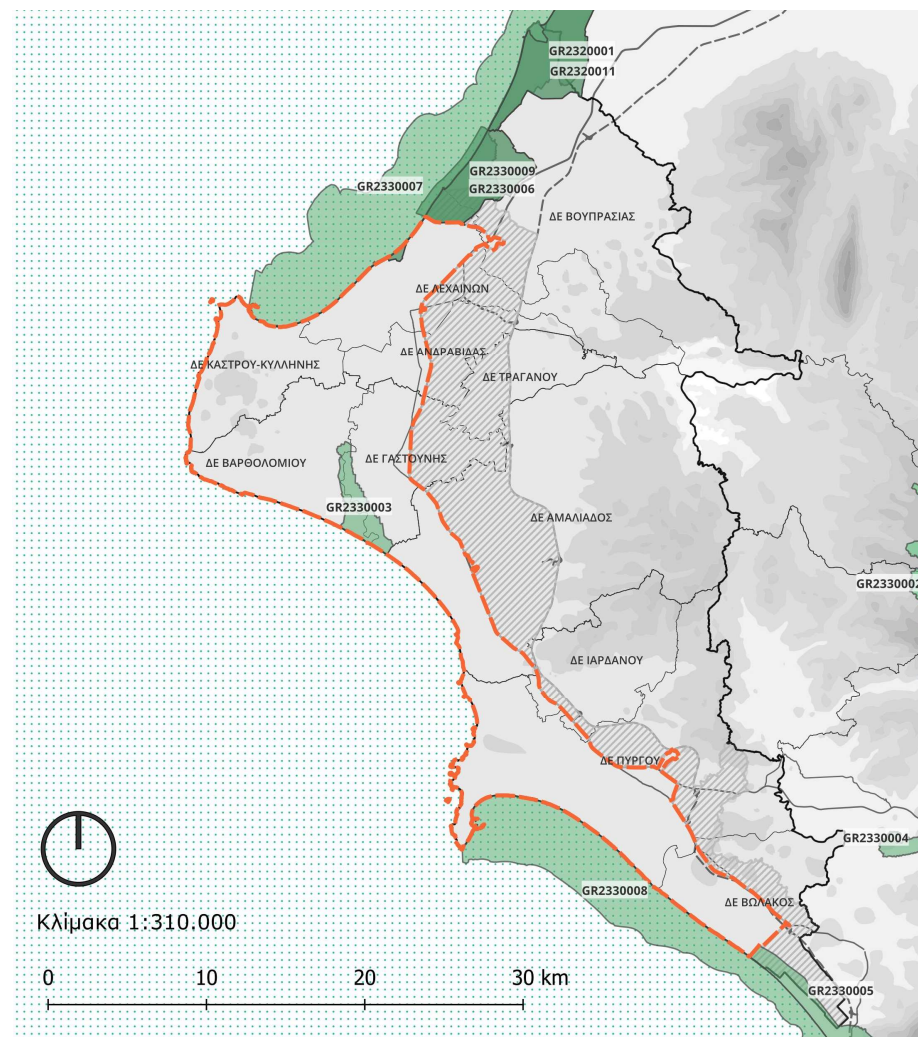 GR2320001
GR2320011
GR2330009
GR2330007
GR2330006
ΔΕ ΒΟΥΠΡΑΣΙΑΣ
ΔΕ ΛΕΧΑΙΝΩΝ
ΔΕ ΑΝΔΡΑΒΙΔΑΣ
ΔΕ ΚΑΣΤΡΟΥ-ΚΥΛΛΗΝΗΣ
ΔΕ ΤΡΑΓΑΝΟΥ
ΔΕ ΓΑΣΤΟΥΝΗΣ
ΔΕ ΒΑΡΘΟΛΟΜΙΟΥ
GR2330003
ΔΕ ΑΜΑΛΙΑΔΟΣ
GR2330002
ΔΕ ΙΑΡΔΑΝΟΥ
ΔΕ ΠΥΡΓΟΥ
GR2330004
GR2330008
ΔΕ ΒΩΛΑΚΟΣ
Κλίμακα 1:310.000
0 10 20 30 km
GR2330005